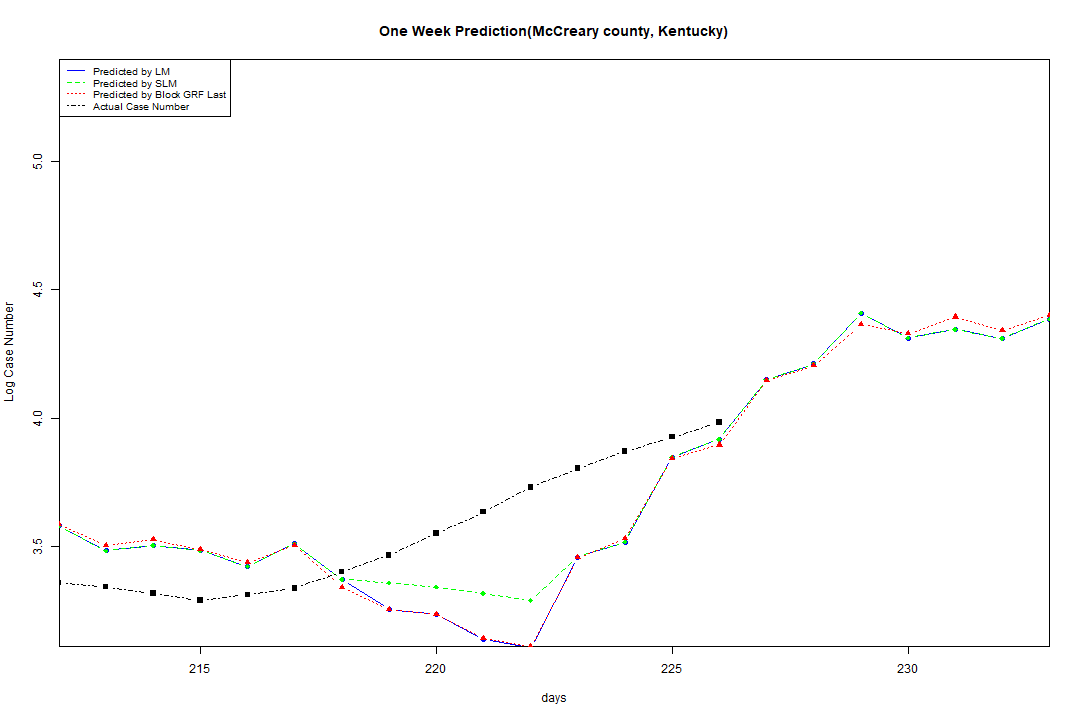 One Week Prediction(McCreary county, Kentucky)
Predicted by LM
Predicted by SLM
Predicted by Block GRF Last
Actual Case Number
5.0
4.5
4.0
3.5
Log Case Number
215 220 225 230
days